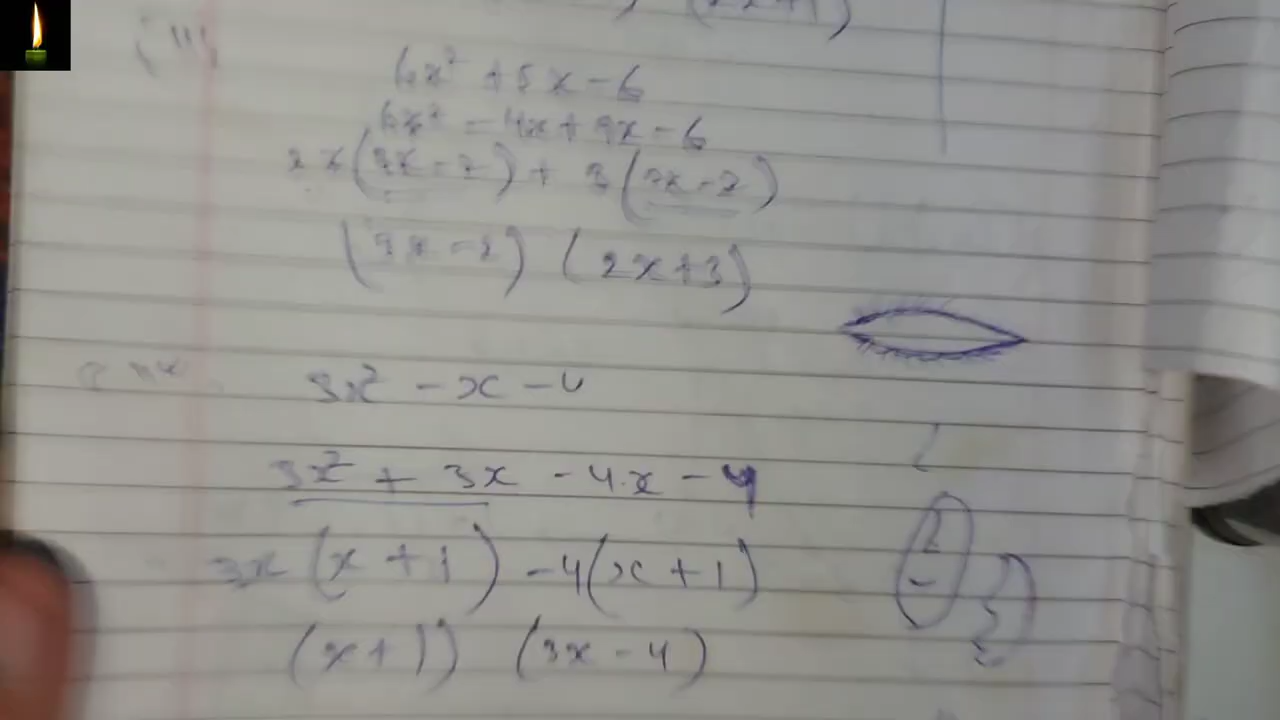 (iii)
6x² + 5x - 6
6x² - 4x + 9x - 6
2x(3x - 2) + 3(3x - 2)
(3x - 2) (2x+3)
3x² - x - 4
3x² + 3x - 4x - 4
3x (x + 1) - 4(x + 1)
(x+1) (3x - 4)